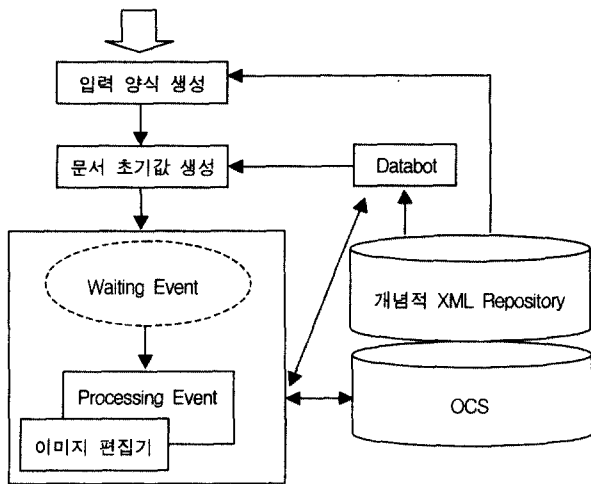 입력 양식 생성
문서 초기값 생성
Databot
Waiting Event
개념적 XML Repository
Processing Event
OCS
이미지 편집기